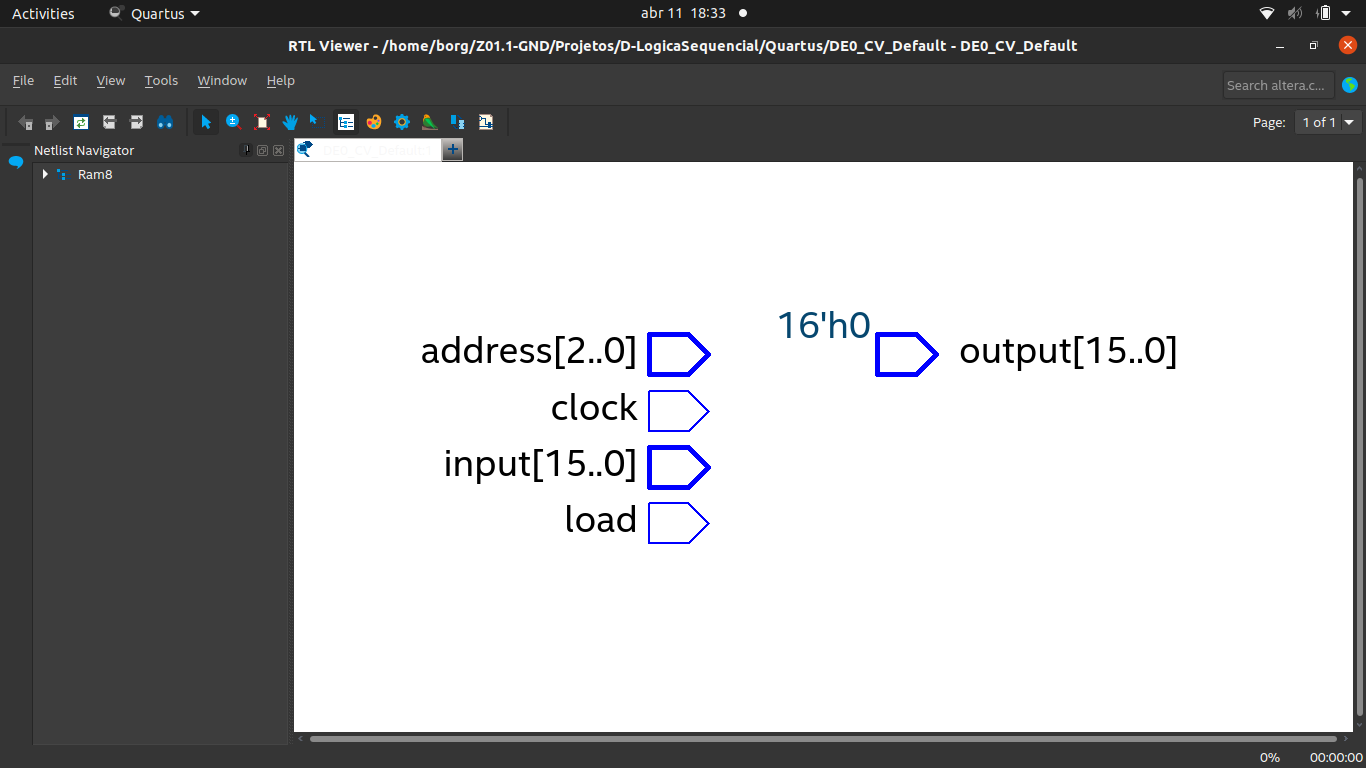 Activities Quartus abr 11 18:33
RTL Viewer - /home/borg/Z01.1-GND/Projetos/D-LogicaSequencial/Quartus/DE0_CV_Default - DE0_CV_Default
File Edit View Tools Window Help Search altera.c...
Page: 1 of 1
Netlist Navigator
DE0_CV_Default:1
Ram8
16'h0
address[2..0] output[15..0]
clock
input[15..0]
load
0% 00:00:00